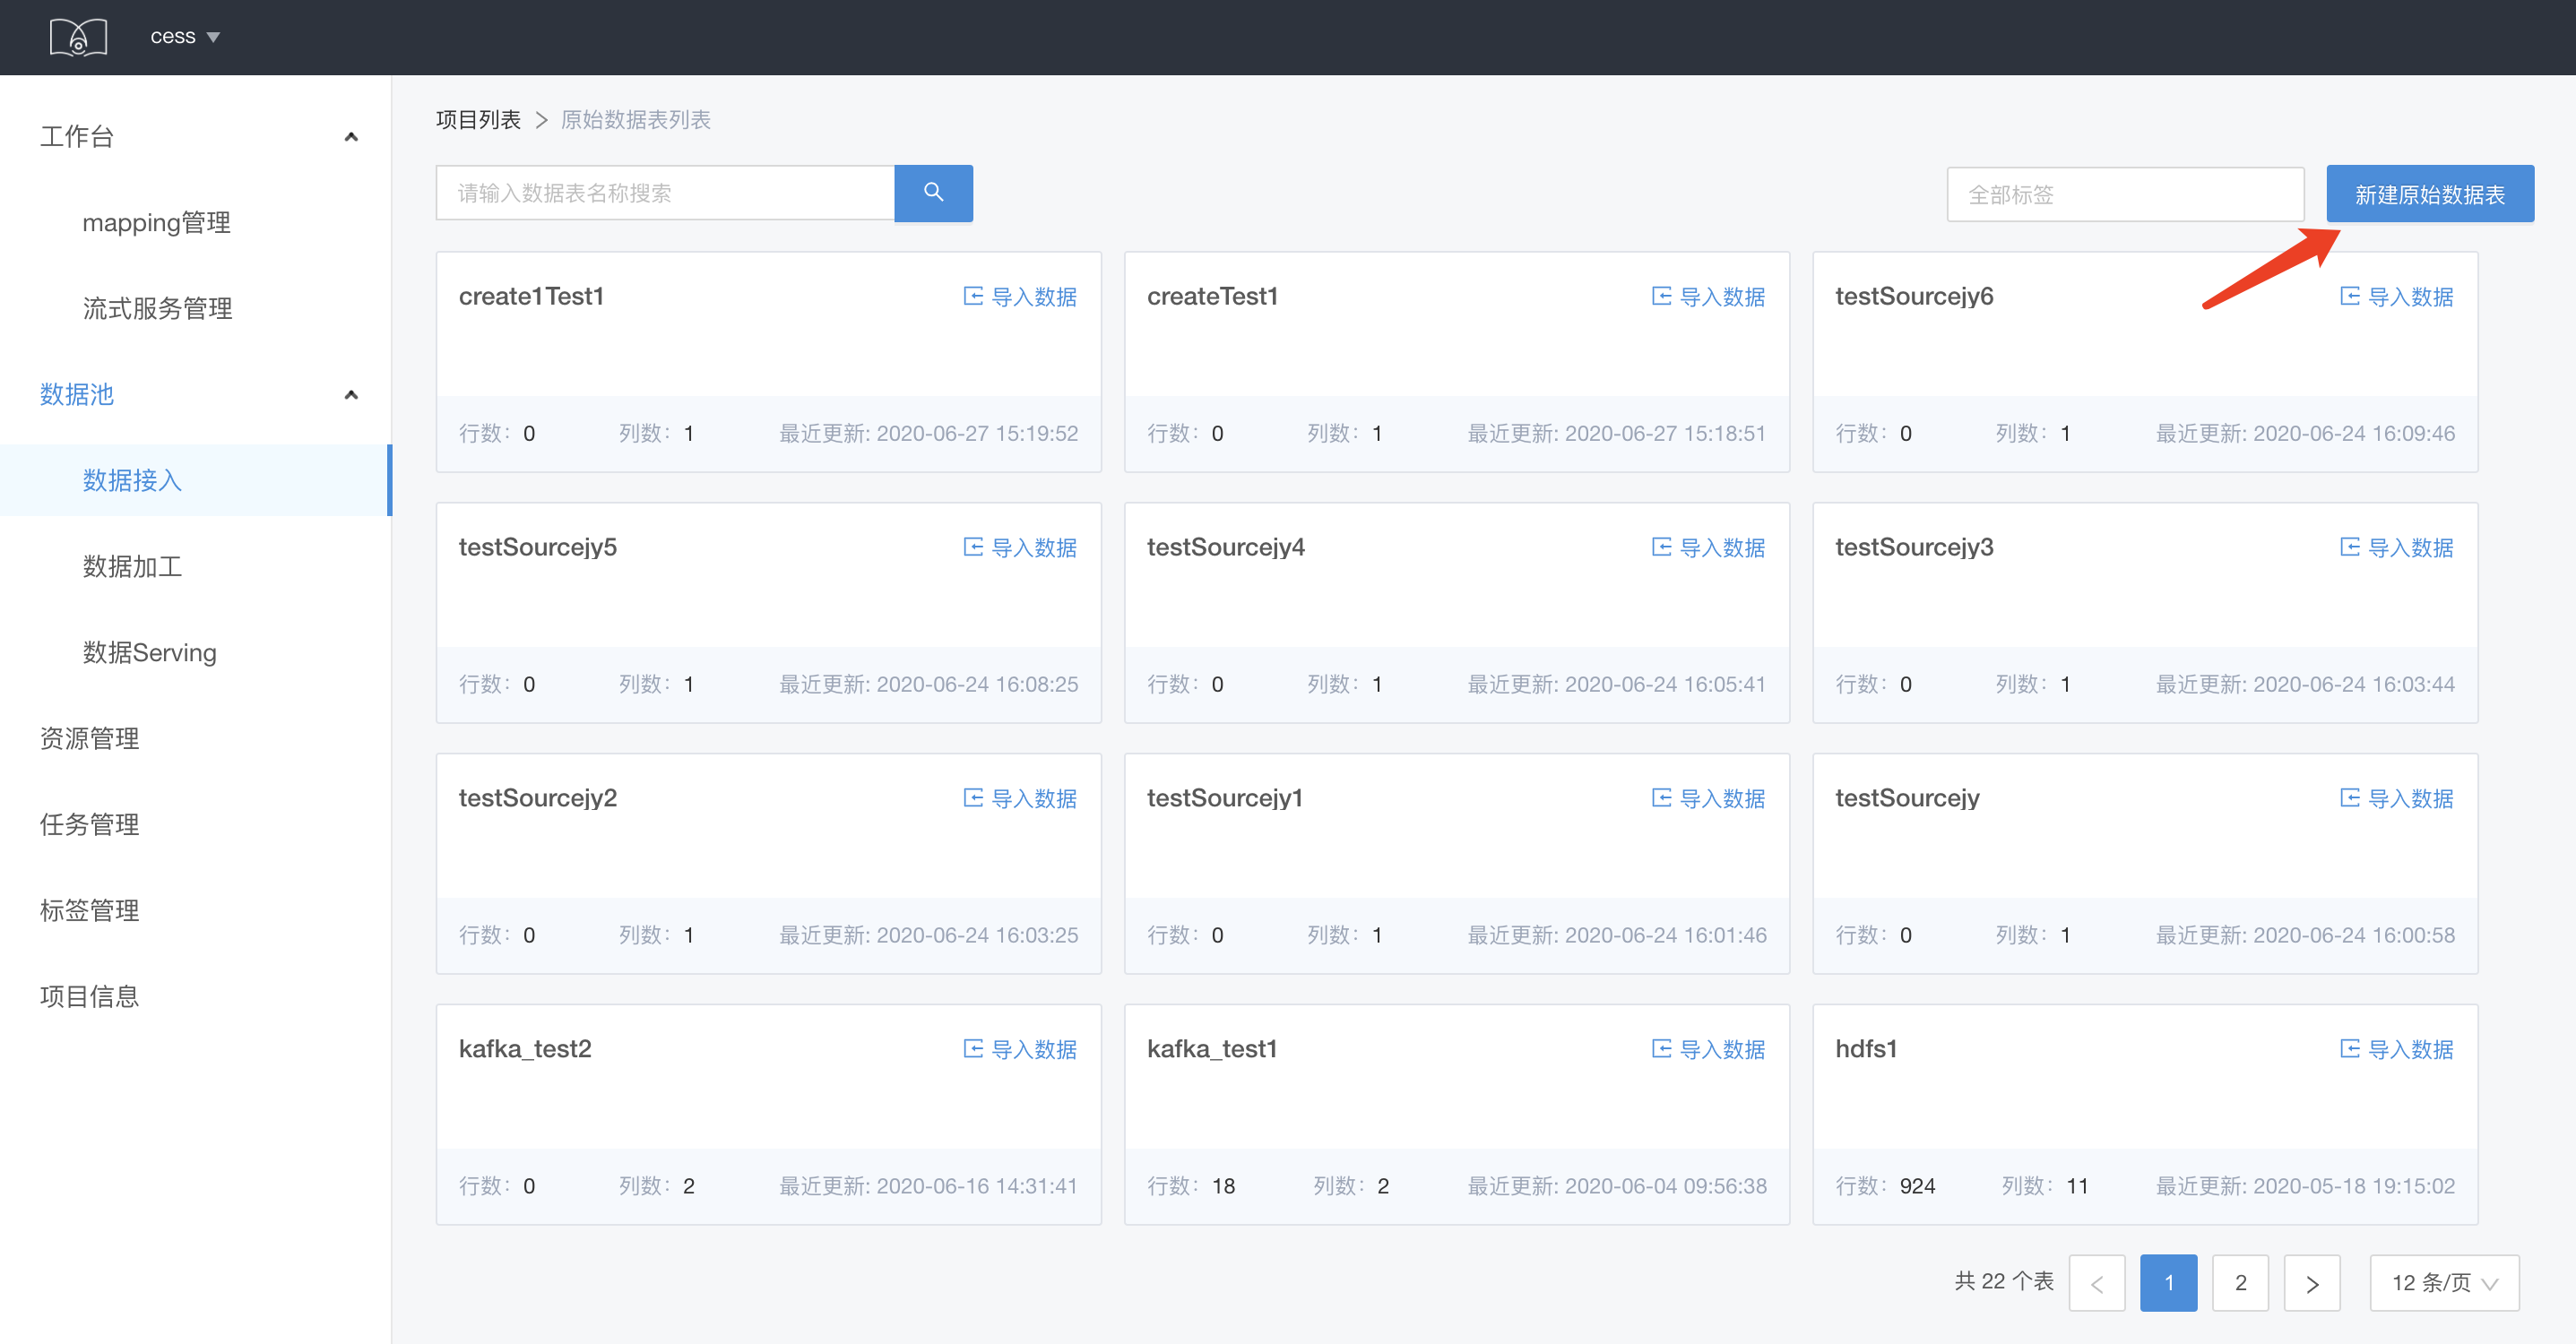 cess
工作台
mapping管理
流式服务管理
数据池
数据接入
数据加工
数据Serving
资源管理
任务管理
标签管理
项目信息
项目列表 > 原始数据表列表
请输入数据表名称搜索
全部标签
新建原始数据表
create1Test1 导入数据
行数: 0 列数: 1 最近更新: 2020-06-27 15:19:52
createTest1 导入数据
行数: 0 列数: 1 最近更新: 2020-06-27 15:18:51
testSourcejy6 导入数据
行数: 0 列数: 1 最近更新: 2020-06-24 16:09:46
testSourcejy5 导入数据
行数: 0 列数: 1 最近更新: 2020-06-24 16:08:25
testSourcejy4 导入数据
行数: 0 列数: 1 最近更新: 2020-06-24 16:05:41
testSourcejy3 导入数据
行数: 0 列数: 1 最近更新: 2020-06-24 16:03:44
testSourcejy2 导入数据
行数: 0 列数: 1 最近更新: 2020-06-24 16:03:25
testSourcejy1 导入数据
行数: 0 列数: 1 最近更新: 2020-06-24 16:01:46
testSourcejy 导入数据
行数: 0 列数: 1 最近更新: 2020-06-24 16:00:58
kafka_test2 导入数据
行数: 0 列数: 2 最近更新: 2020-06-16 14:31:41
kafka_test1 导入数据
行数: 18 列数: 2 最近更新: 2020-06-04 09:56:38
hdfs1 导入数据
行数: 924 列数: 11 最近更新: 2020-05-18 19:15:02
共 22 个表 < 1 2 > 12 条/页